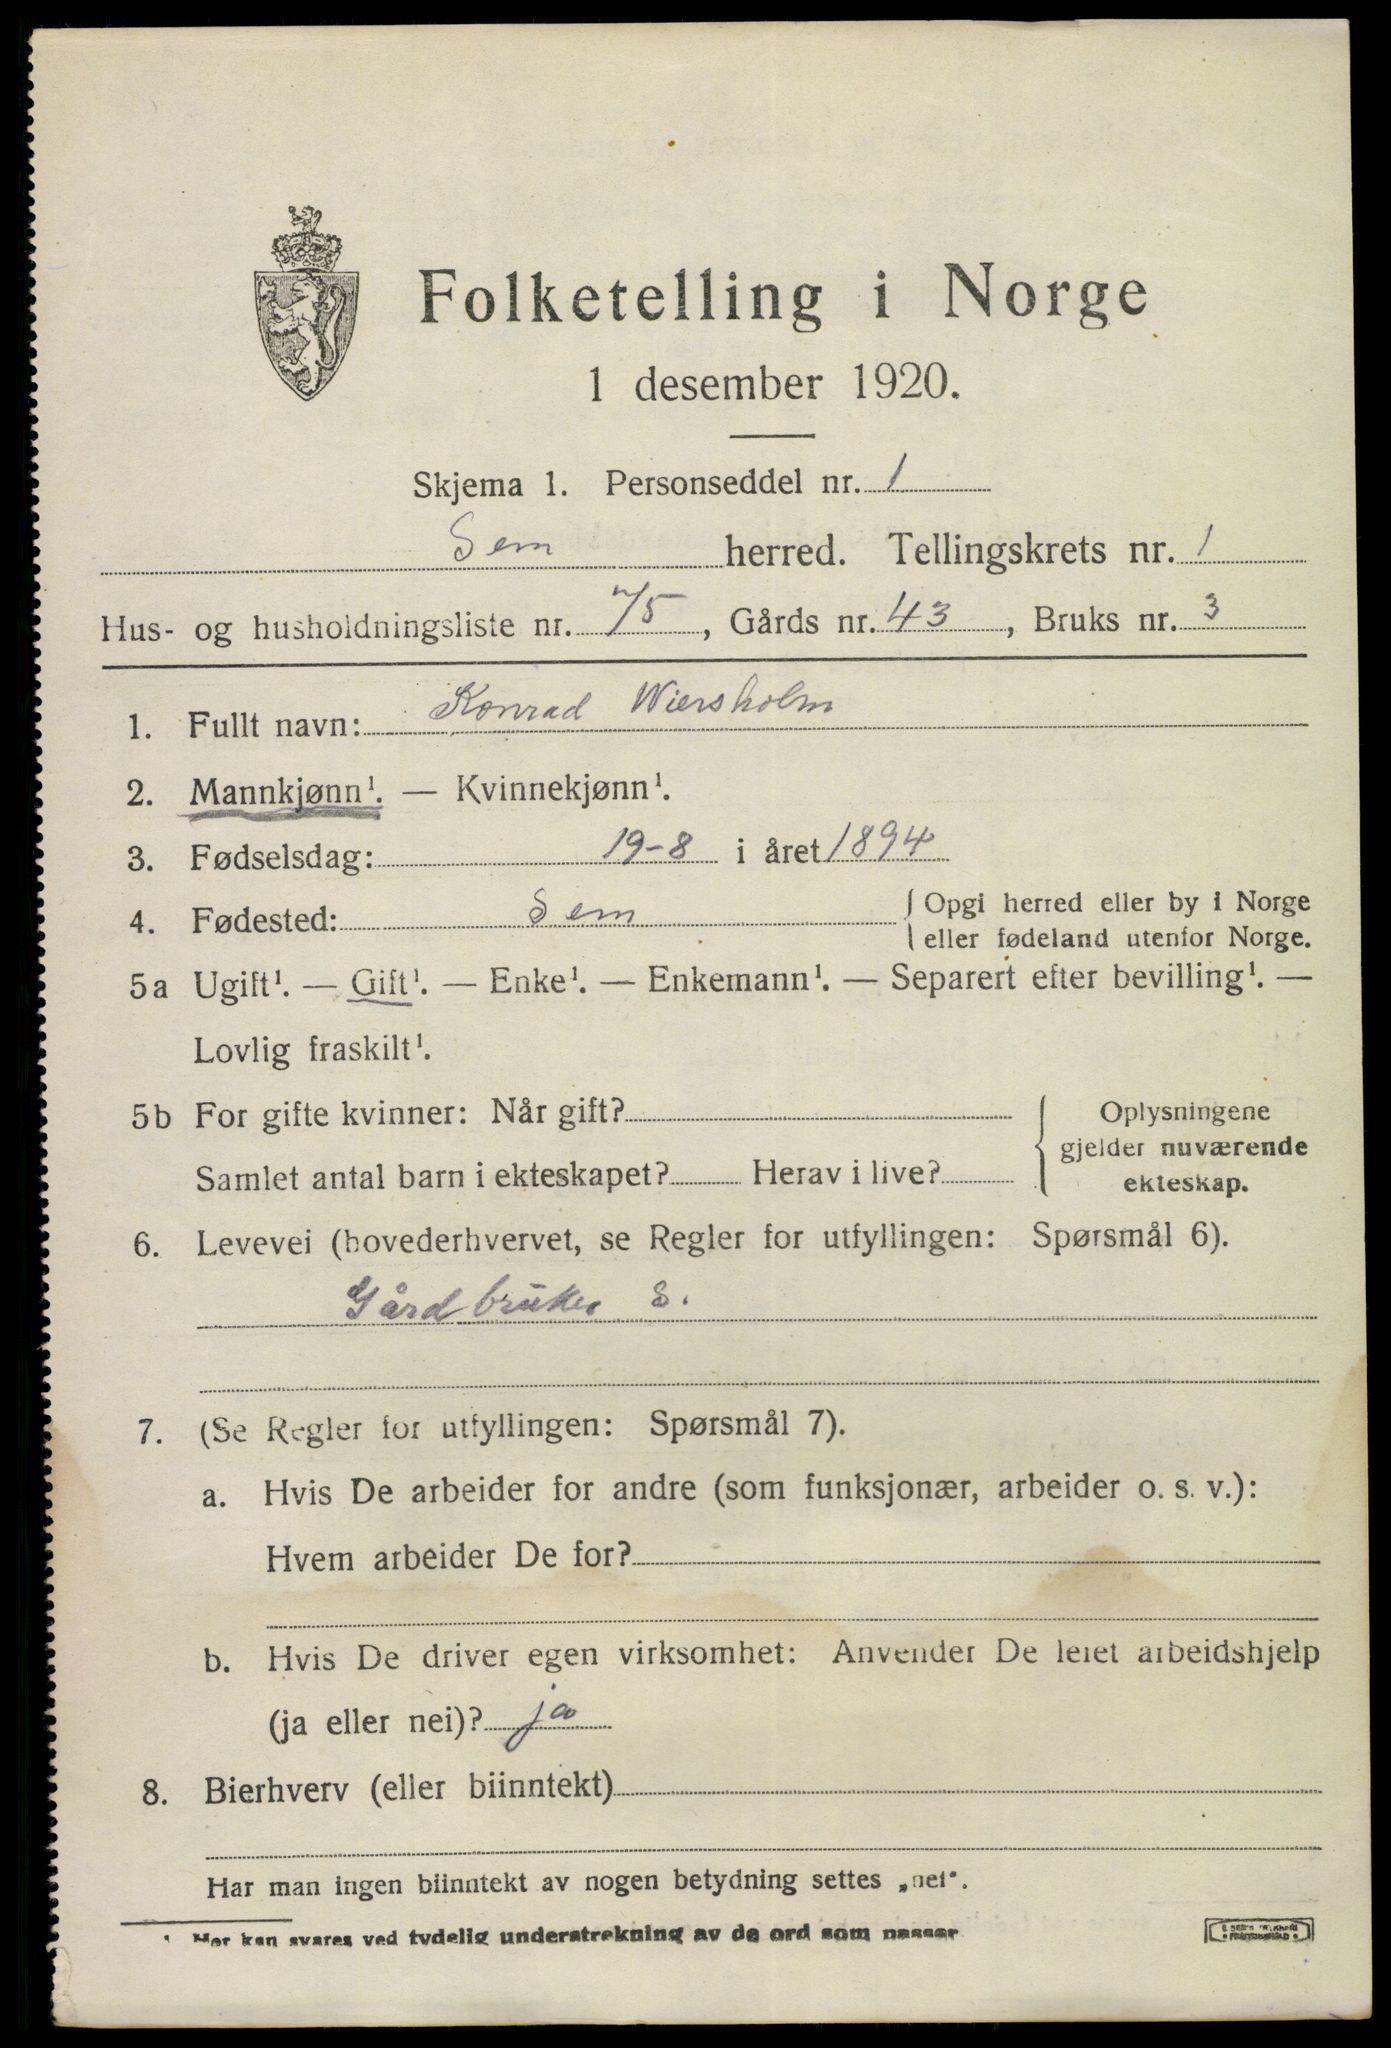 Folketelling i Norge
1 desember 1920.
Skjema 1. Personseddel nr. 1
Sem herred. Tellingskrets nr. 1
Hus- og husholdningsliste nr. 75, Gårds nr. 43, Bruks nr. 3
1. Fullt navn: Konrad Wiersholm
2. Mannkjønn¹. — Kvinnekjønn¹.
3. Fødselsdag: 19-8 i året 1894
4. Fødested: Sem { Opgi herred eller by i Norge
eller fødeland utenfor Norge.
5a Ugift¹. — Gift¹. — Enke¹. — Enkemann¹. — Separert efter bevilling¹. —
Lovlig fraskilt¹.
5b For gifte kvinner: Når gift? { Oplysningene
gjelder nuværende
Samlet antal barn i ekteskapet? Herav i live? ekteskap.
6. Levevei (hovederhvervet, se Regler for utfyllingen: Spørsmål 6).
Gårdbruker S.
7. (Se Regler for utfyllingen: Spørsmål 7).
a. Hvis De arbeider for andre (som funksjonær, arbeider o. s. v.):
Hvem arbeider De for?
b. Hvis De driver egen virksomhet: Anvender De leiet arbeidshjelp
(ja eller nei)? ja
8. Bierhverv (eller biinntekt)
Har man ingen biinntekt av nogen betydning settes „nei“.
¹ Her kan svares ved tydelig understrekning av de ord som passer